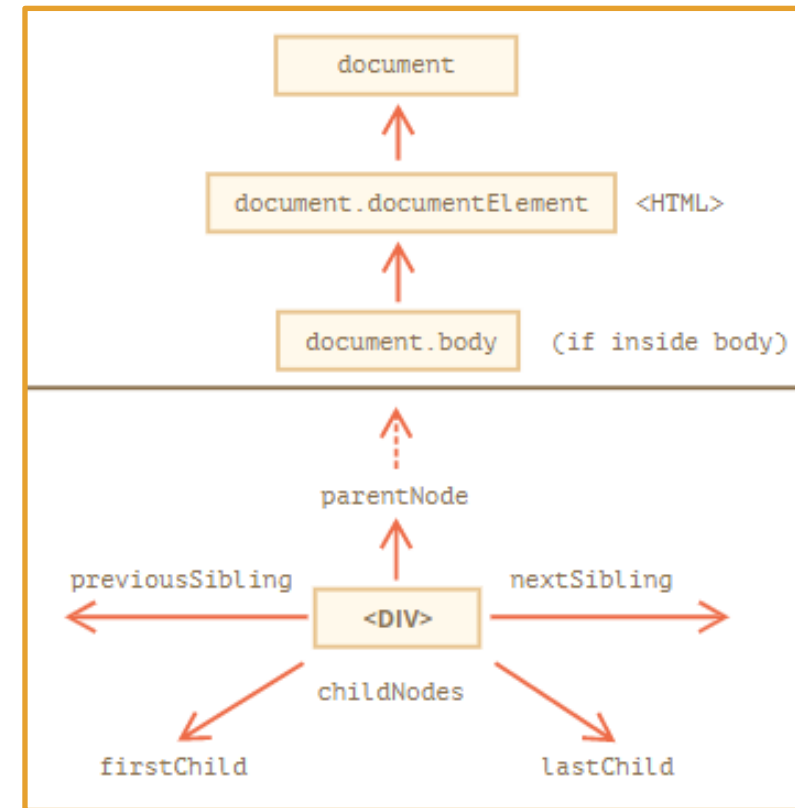 document
document.documentElement <HTML>
document.body (if inside body)
parentNode
previousSibling nextSibling
<DIV>
childNodes
firstChild lastChild